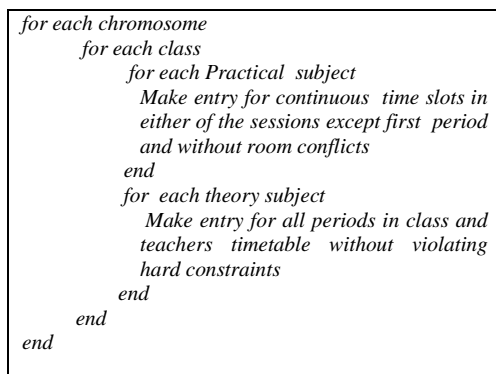 for each chromosome
for each class
for each Practical subject
Make entry for continuous time slots in
either of the sessions except first period
and without room conflicts
end
for each theory subject
Make entry for all periods in class and
teachers timetable without violating
hard constraints
end
end
end